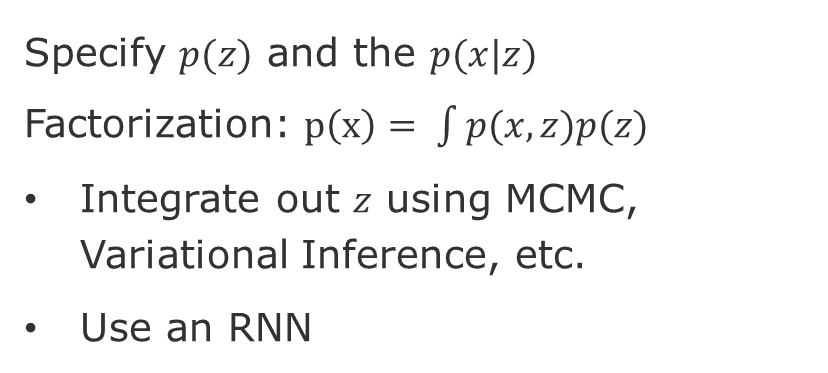 Specify p(z) and the p(x|z)
Factorization: p(x) = ∫ p(x, z)p(z)
• Integrate out z using MCMC,
Variational Inference, etc.
• Use an RNN